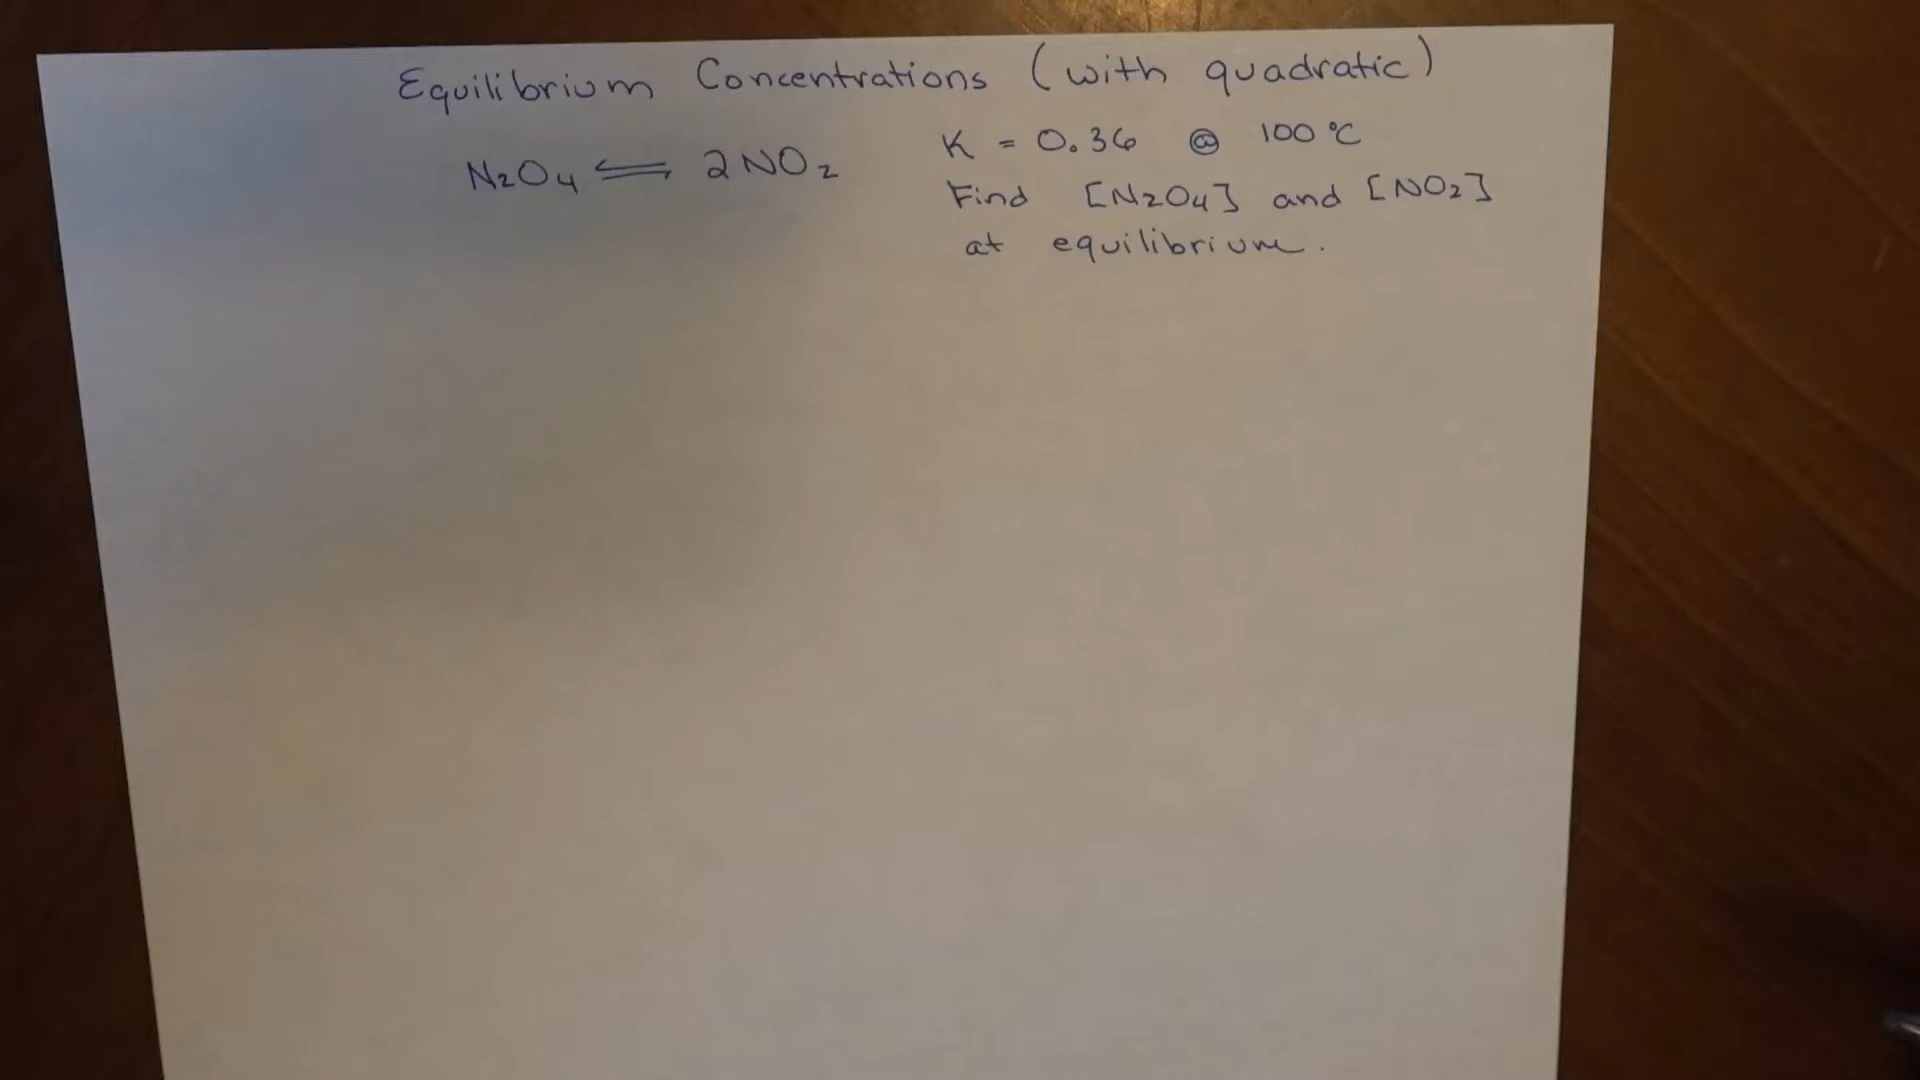 Equilibrium Concentrations (with quadratic)
N₂O₄ ⇌ 2NO₂
K = 0.36 @ 100 °C
Find [N₂O₄] and [NO₂]
at equilibrium.